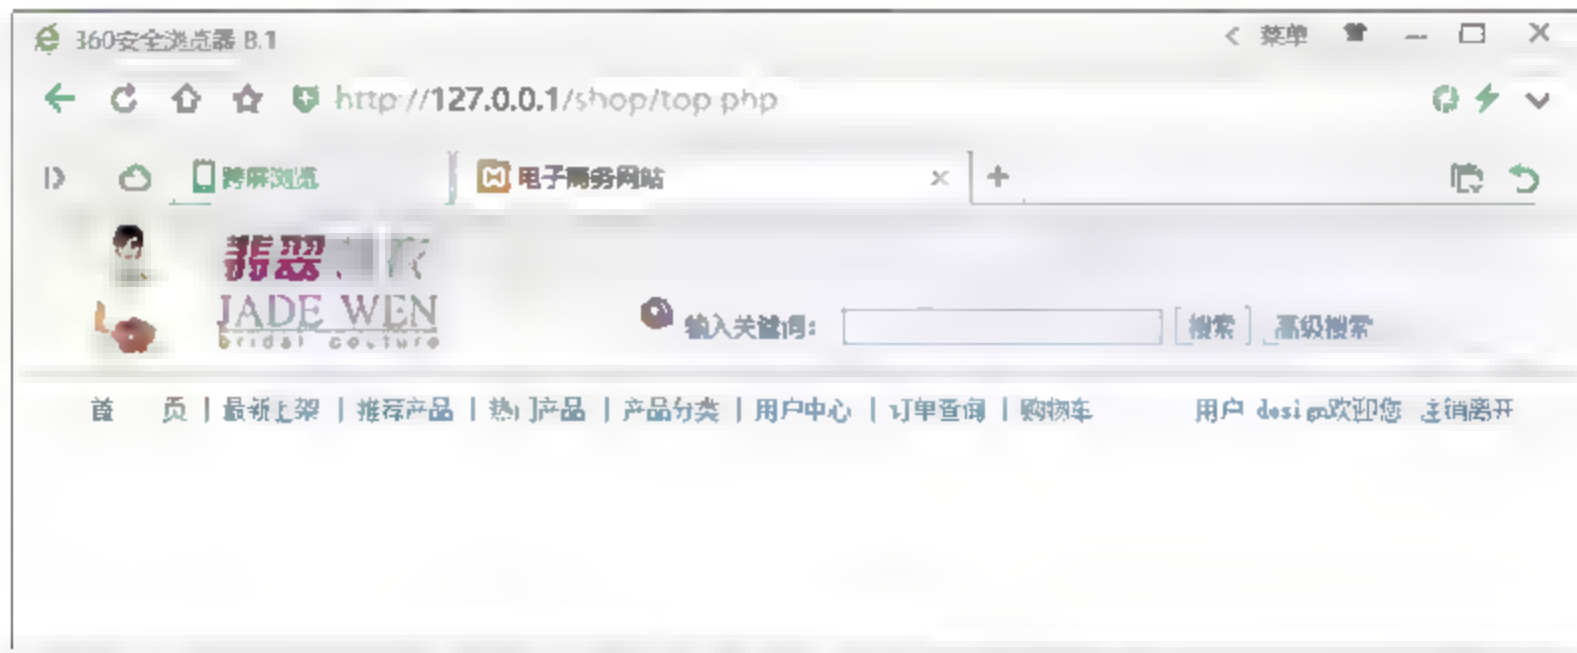 360安全浏览器 8.1
菜单
http://127.0.0.1/shop/top.php
跨屏浏览
电子商务网站
翡翠
JADE WEN
bridal couture
输入关键词:
搜索
高级搜索
首 页 | 最新上架 | 推荐产品 | 热门产品 | 产品分类 | 用户中心 | 订单查询 | 购物车 用户 design欢迎您 注销离开